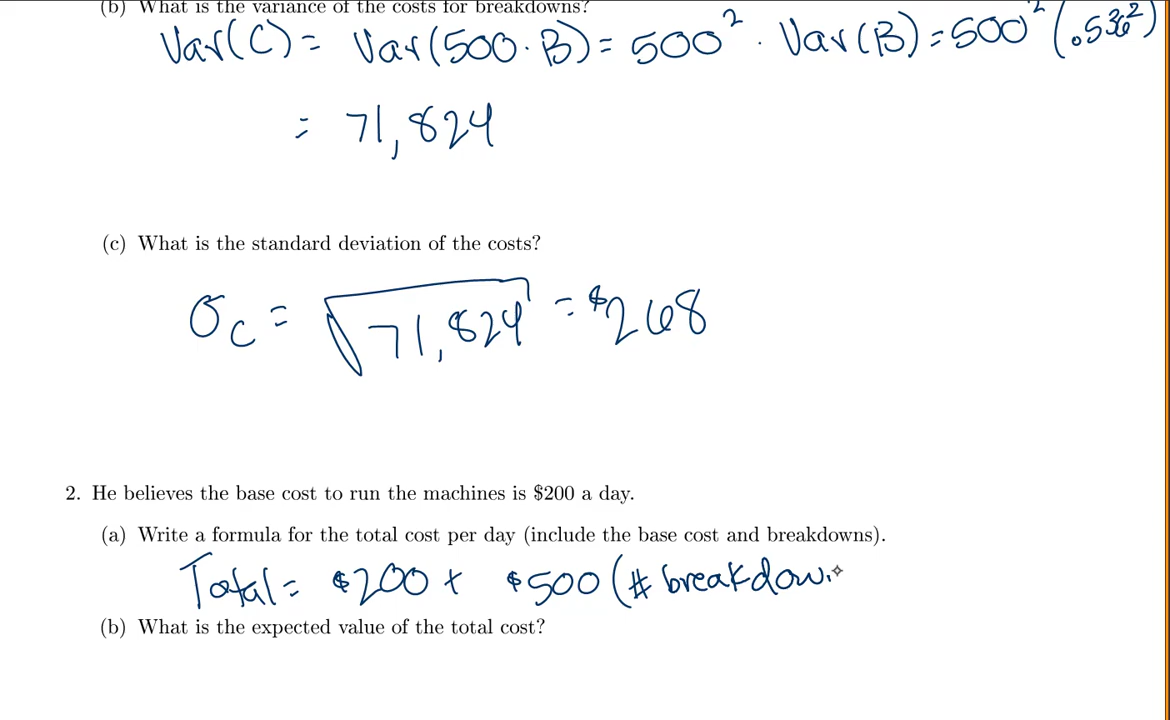 (b) What is the variance of the costs for breakdowns?
Var(C) = Var(500·B) = 500² · Var(B) = 500² (.536²)
= 71,824
(c) What is the standard deviation of the costs?
σ_C = √71,824 = $268
2. He believes the base cost to run the machines is $200 a day.
(a) Write a formula for the total cost per day (include the base cost and breakdowns).
Total = $200 + $500 (# breakdow
(b) What is the expected value of the total cost?